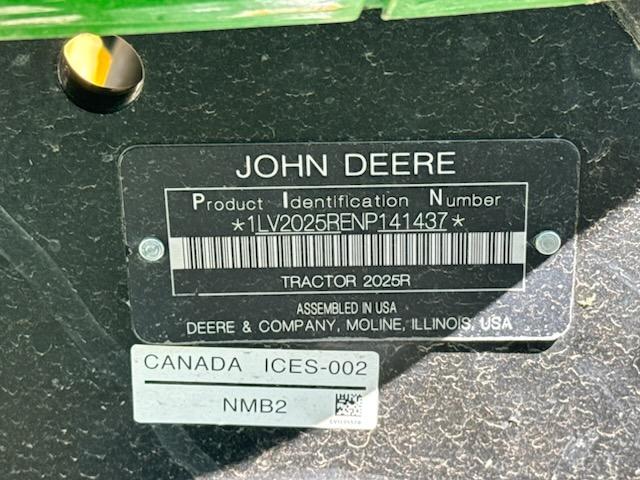 JOHN DEERE
Product Identification Number
*1LV2025RENP141437*
TRACTOR 2025R
ASSEMBLED IN USA
DEERE & COMPANY, MOLINE, ILLINOIS, USA
CANADA ICES-002
NMB2